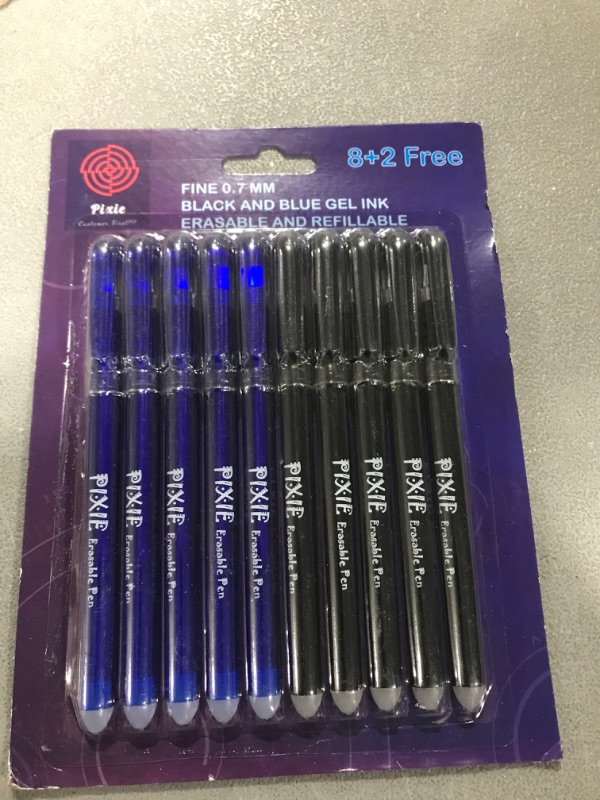 8+2 Free
Pixie
Customer First
FINE 0.7 MM
BLACK AND BLUE GEL INK
ERASABLE AND REFILLABLE
PIXIE Erasable Pen
PIXIE Erasable Pen
PIXIE Erasable Pen
PIXIE Erasable Pen
PIXIE Erasable Pen
PIXIE Erasable Pen
PIXIE Erasable Pen
PIXIE Erasable Pen
PIXIE Erasable Pen
PIXIE Erasable Pen